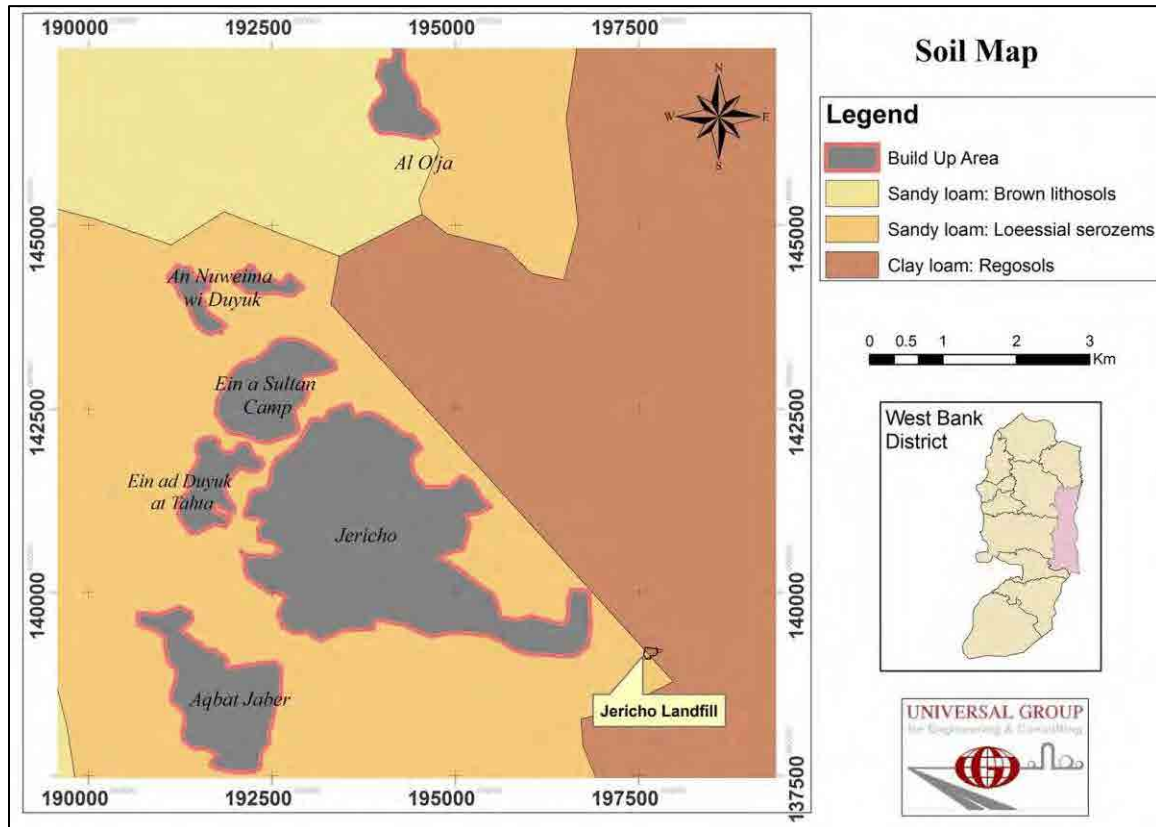 190000
192500
195000
197500
Soil Map
N
W
E
S
Legend
Build Up Area
Sandy loam: Brown lithosols
Sandy loam: Loeessial serozems
Clay loam: Regosols
Al O'ja
145000
145000
An Nuweima
wi Duyuk
0 0.5 1 2 3
Km
Ein a Sultan
Camp
142500
142500
West Bank
District
Ein ad Duyuk
at Tahta
Jericho
140000
140000
Aqbat Jaber
Jericho Landfill
137500
190000
192500
195000
197500
UNIVERSAL GROUP
for Engineering & Consulting